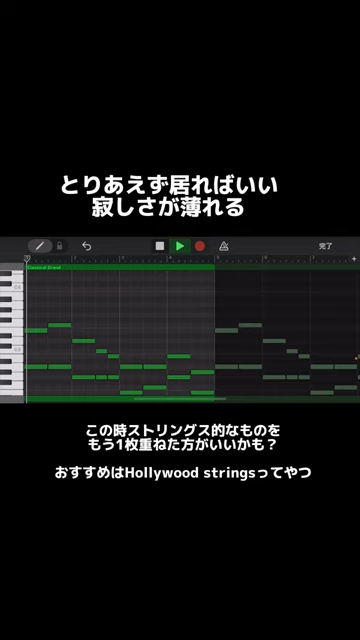 とりあえず居ればいい
寂しさが薄れる
完了
Classical Grand
この時ストリングス的なものを
もう1枚重ねた方がいいかも？
おすすめはHollywood stringsってやつ